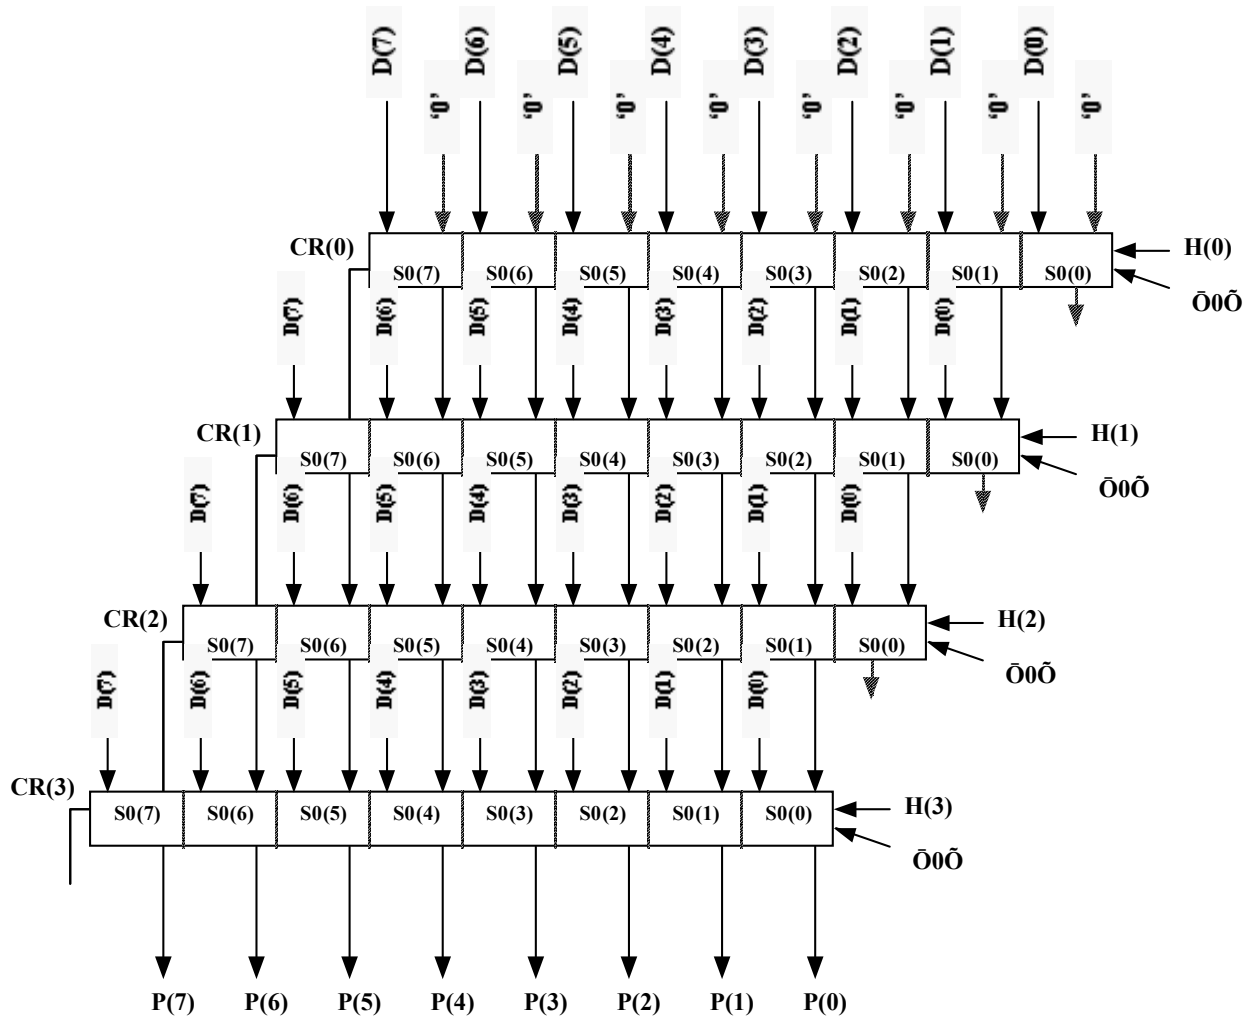 D(7) D(6) D(5) D(4) D(3) D(2) D(1) D(0)
‘0’ ‘0’ ‘0’ ‘0’ ‘0’ ‘0’ ‘0’ ‘0’
CR(0) H(0)
S0(7) S0(6) S0(5) S0(4) S0(3) S0(2) S0(1) S0(0)
Ō0Õ
D(7) D(6) D(5) D(4) D(3) D(2) D(1) D(0)
CR(1) H(1)
S0(7) S0(6) S0(5) S0(4) S0(3) S0(2) S0(1) S0(0)
Ō0Õ
D(7) D(6) D(5) D(4) D(3) D(2) D(1) D(0)
CR(2) H(2)
S0(7) S0(6) S0(5) S0(4) S0(3) S0(2) S0(1) S0(0)
Ō0Õ
D(7) D(6) D(5) D(4) D(3) D(2) D(1) D(0)
CR(3) H(3)
S0(7) S0(6) S0(5) S0(4) S0(3) S0(2) S0(1) S0(0)
Ō0Õ
P(7) P(6) P(5) P(4) P(3) P(2) P(1) P(0)